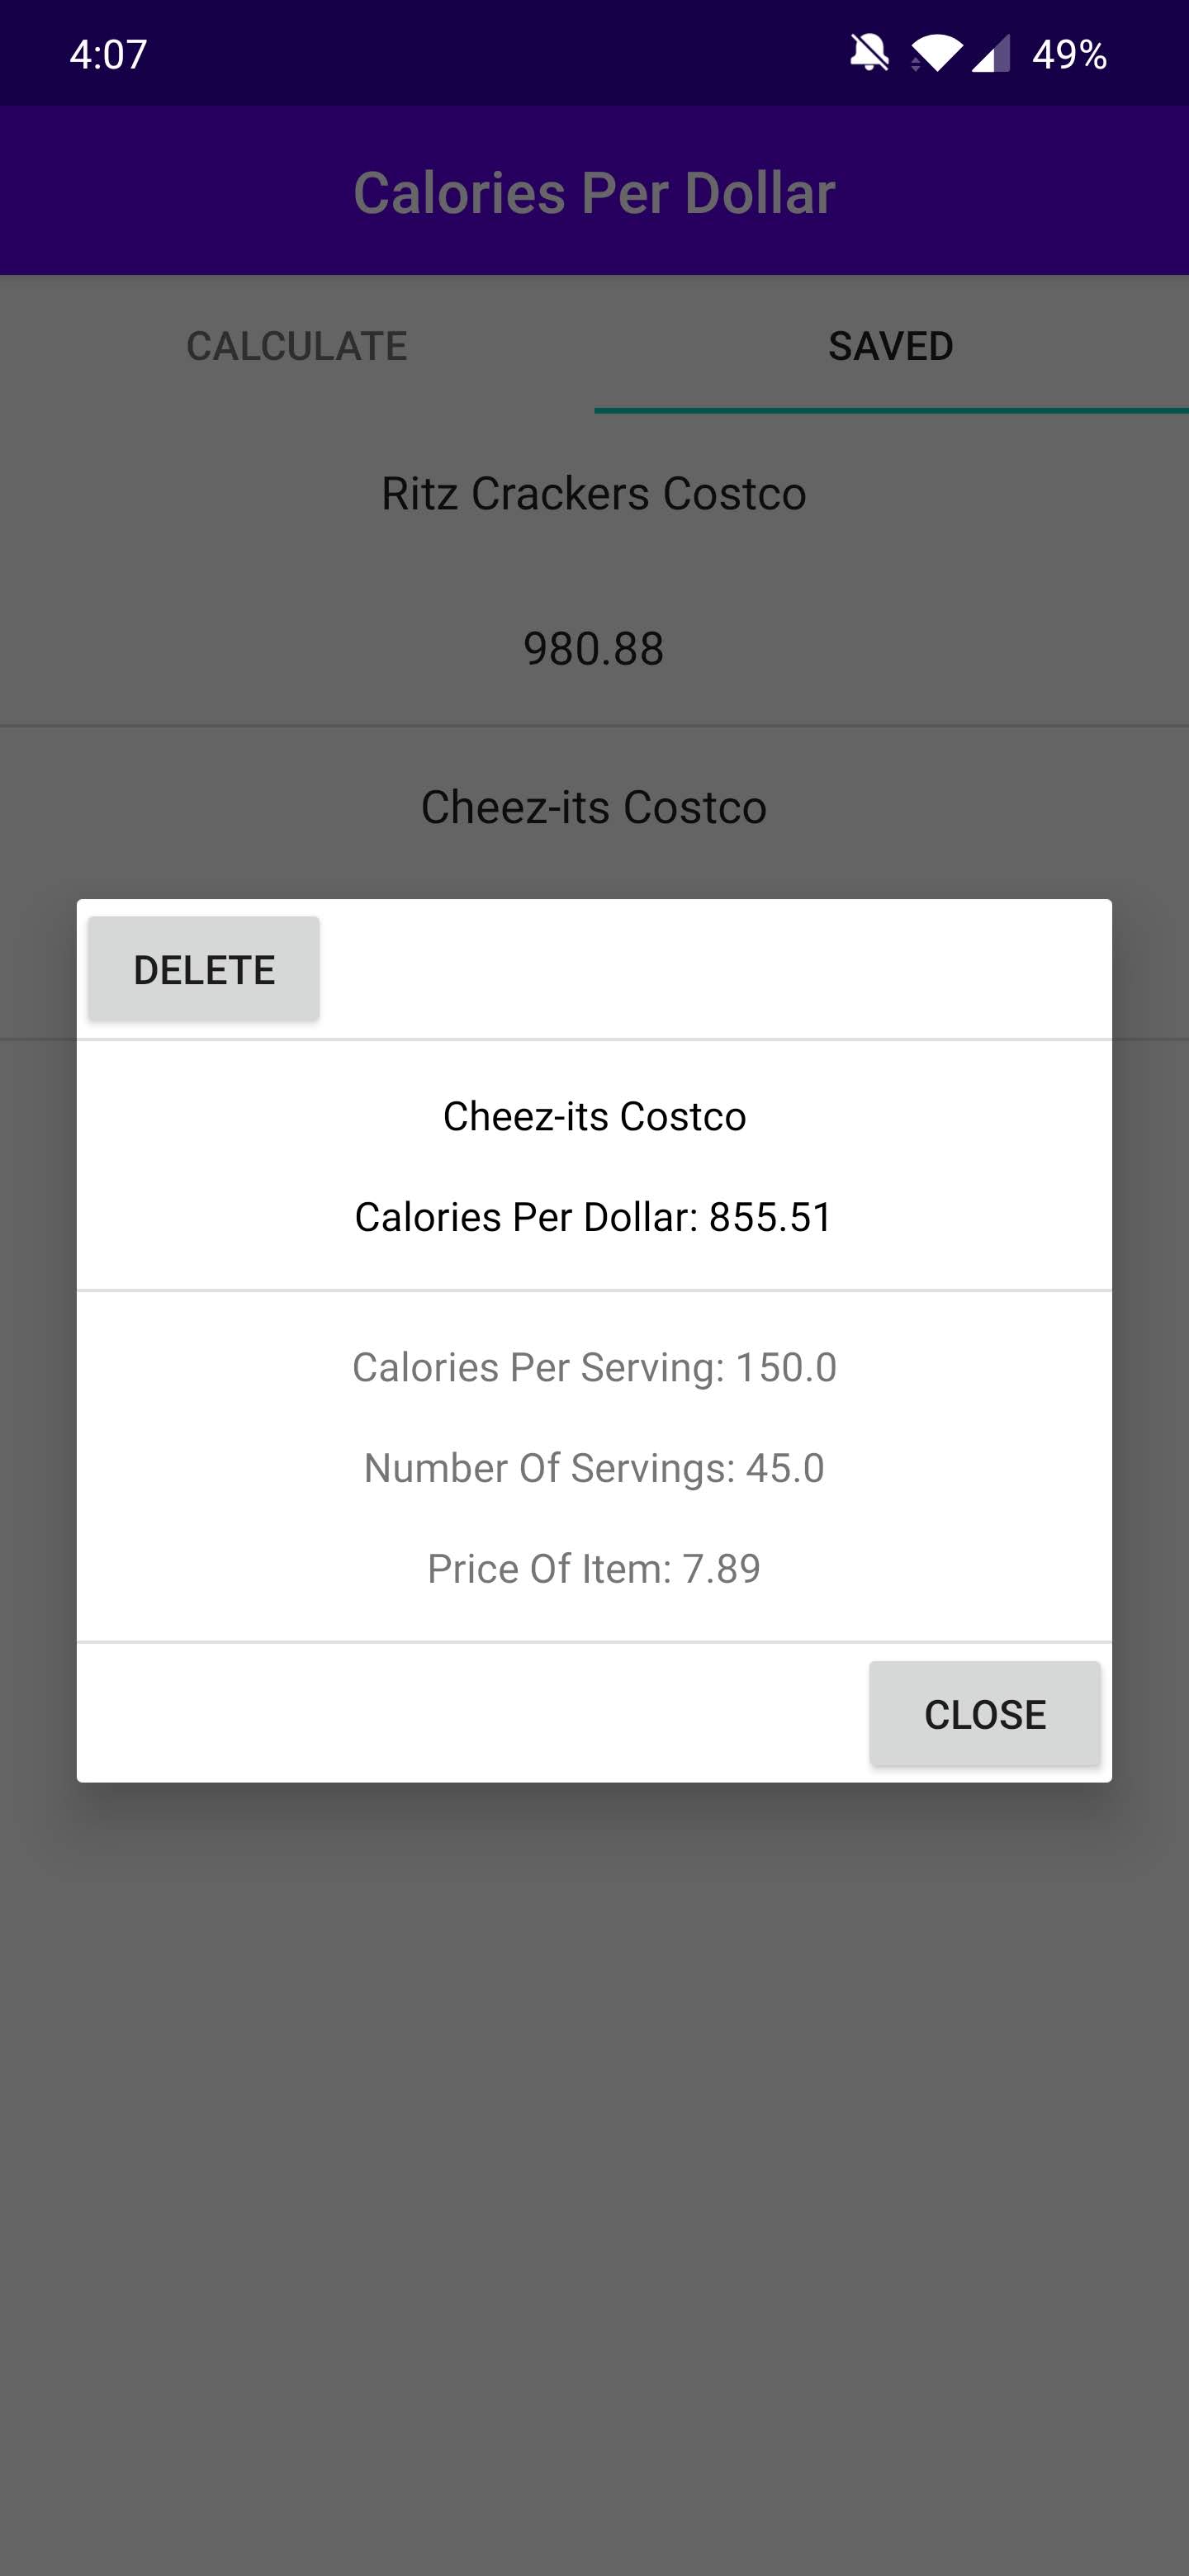 4:07
49%
Calories Per Dollar
CALCULATE
SAVED
Ritz Crackers Costco
980.88
Cheez-its Costco
DELETE
Cheez-its Costco
Calories Per Dollar: 855.51
Calories Per Serving: 150.0
Number Of Servings: 45.0
Price Of Item: 7.89
CLOSE